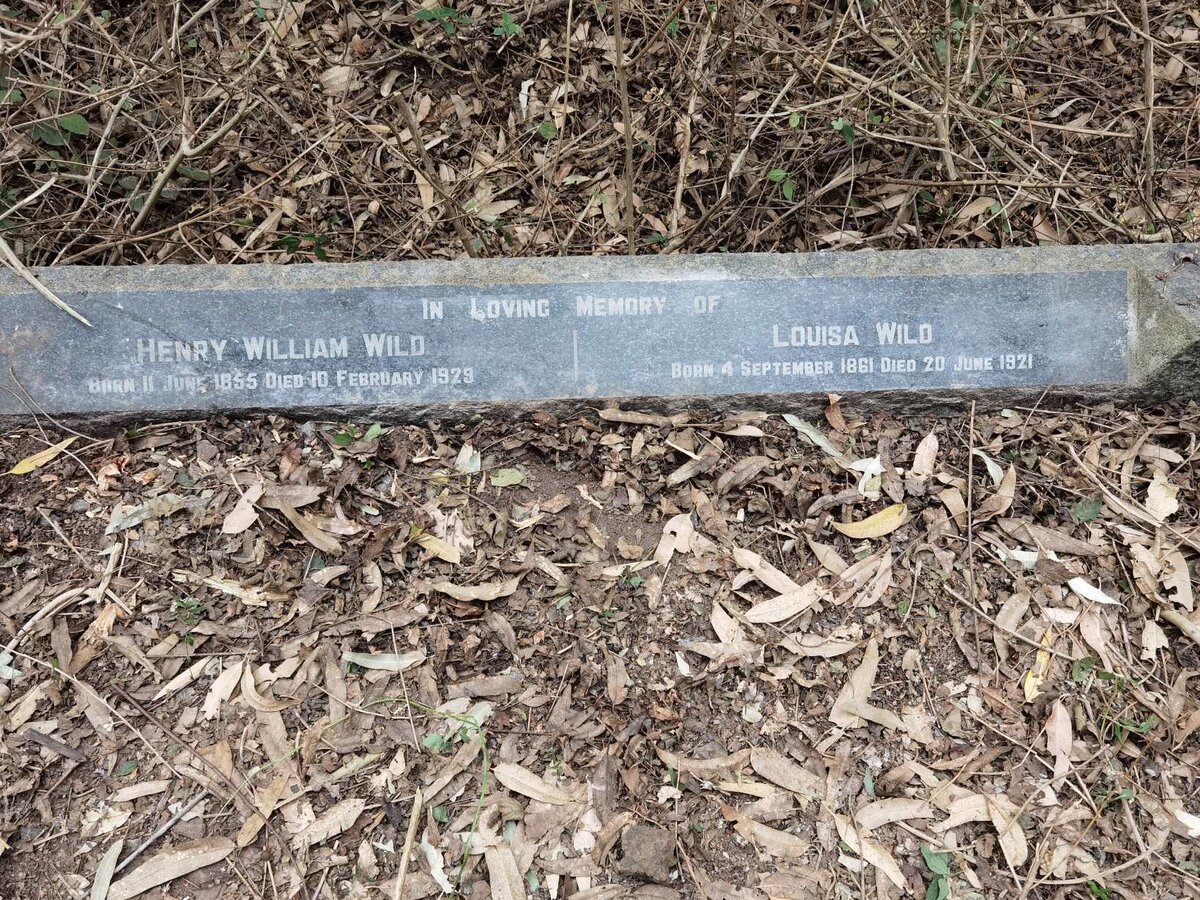 In Loving Memory of
Henry William Wild
Born 11 June 1855 Died 10 February 1929
Louisa Wild
Born 4 September 1861 Died 20 June 1921